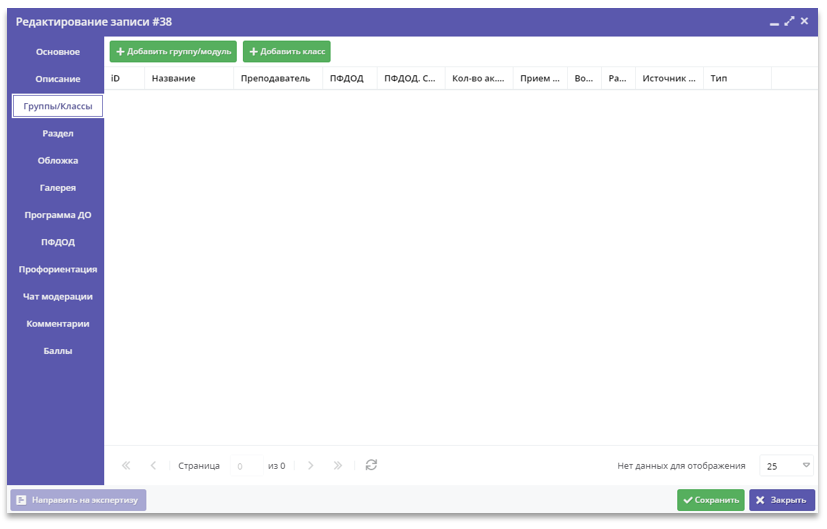 Редактирование записи #38
Основное
Описание
Группы/Классы
Раздел
Обложка
Галерея
Программа ДО
ПФДОД
Профориентация
Чат модерации
Комментарии
Баллы
Добавить группу/модуль Добавить класс
iD Название Преподаватель ПФДОД ПФДОД. С... Кол-во ак.... Прием ... Во... Ра... Источник ... Тип
Страница 0 из 0 Нет данных для отображения 25
Направить на экспертизу Сохранить Закрыть